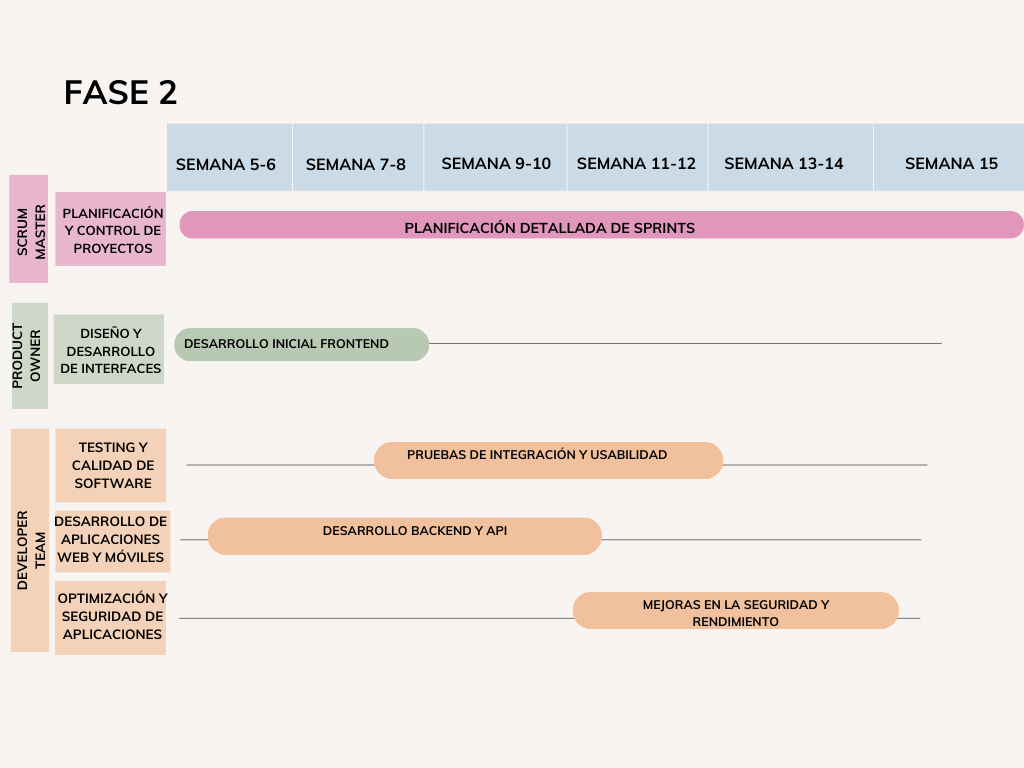 FASE 2
SEMANA 5-6
SEMANA 7-8
SEMANA 9-10
SEMANA 11-12
SEMANA 13-14
SEMANA 15
SCRUM
MASTER
PLANIFICACIÓN
Y CONTROL DE
PROYECTOS
PLANIFICACIÓN DETALLADA DE SPRINTS
PRODUCT
OWNER
DISEÑO Y
DESARROLLO
DE INTERFACES
DESARROLLO INICIAL FRONTEND
DEVELOPER
TEAM
TESTING Y
CALIDAD DE
SOFTWARE
PRUEBAS DE INTEGRACIÓN Y USABILIDAD
DESARROLLO DE
APLICACIONES
WEB Y MÓVILES
DESARROLLO BACKEND Y API
OPTIMIZACIÓN Y
SEGURIDAD DE
APLICACIONES
MEJORAS EN LA SEGURIDAD Y
RENDIMIENTO